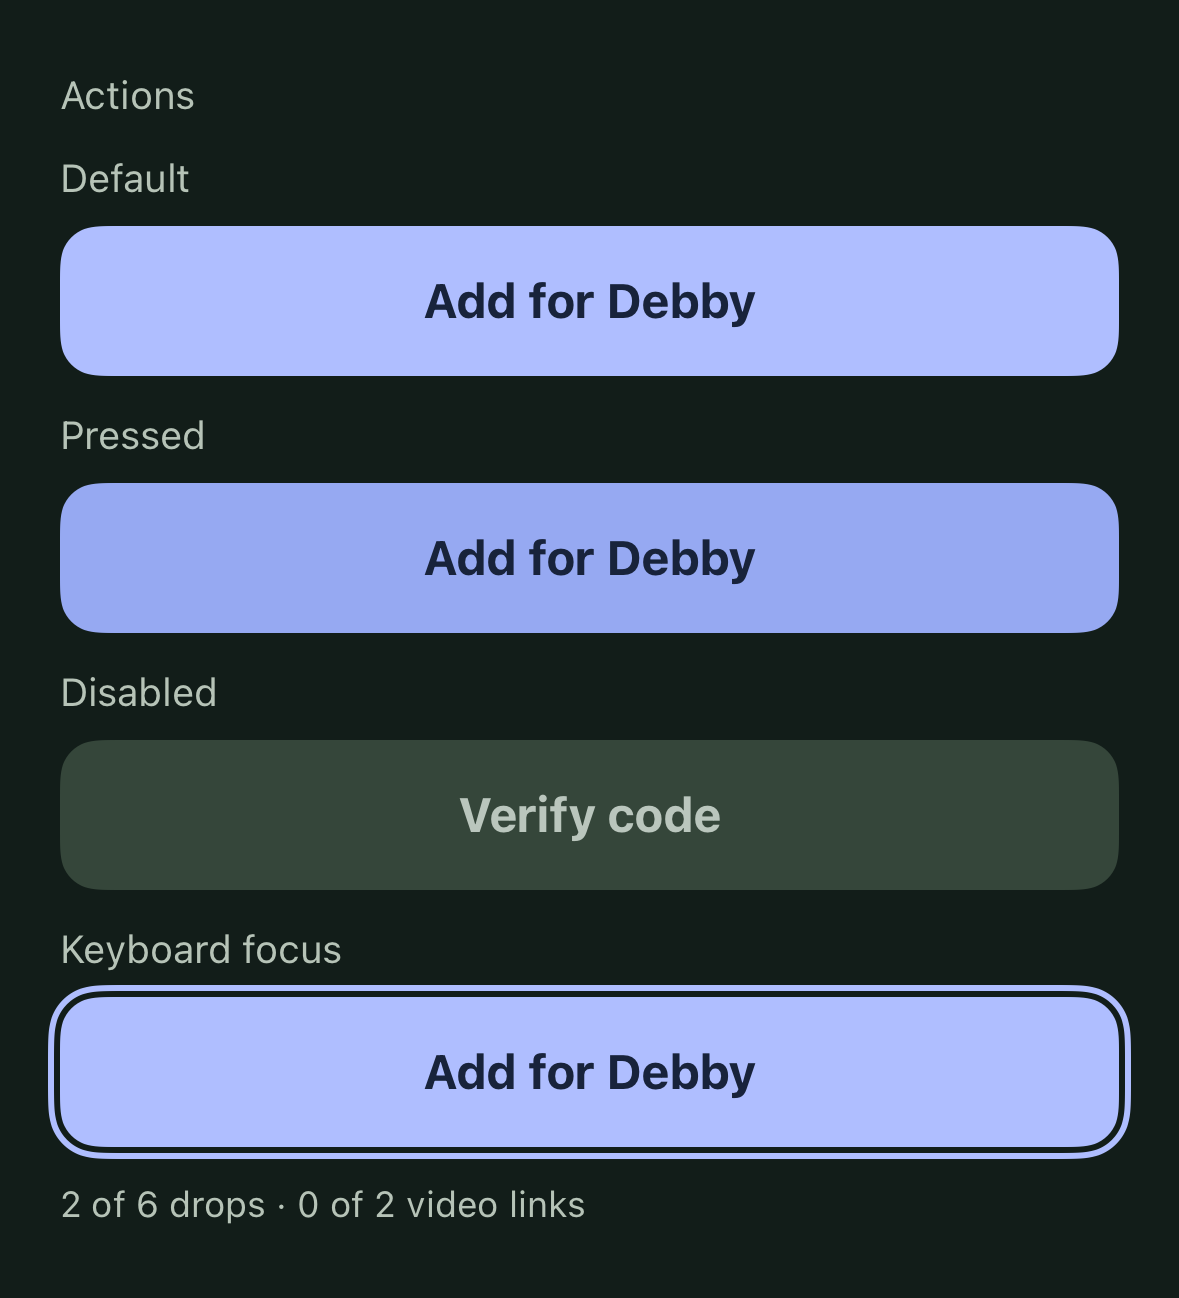 Actions
Default
Add for Debby
Pressed
Add for Debby
Disabled
Verify code
Keyboard focus
Add for Debby
2 of 6 drops · 0 of 2 video links